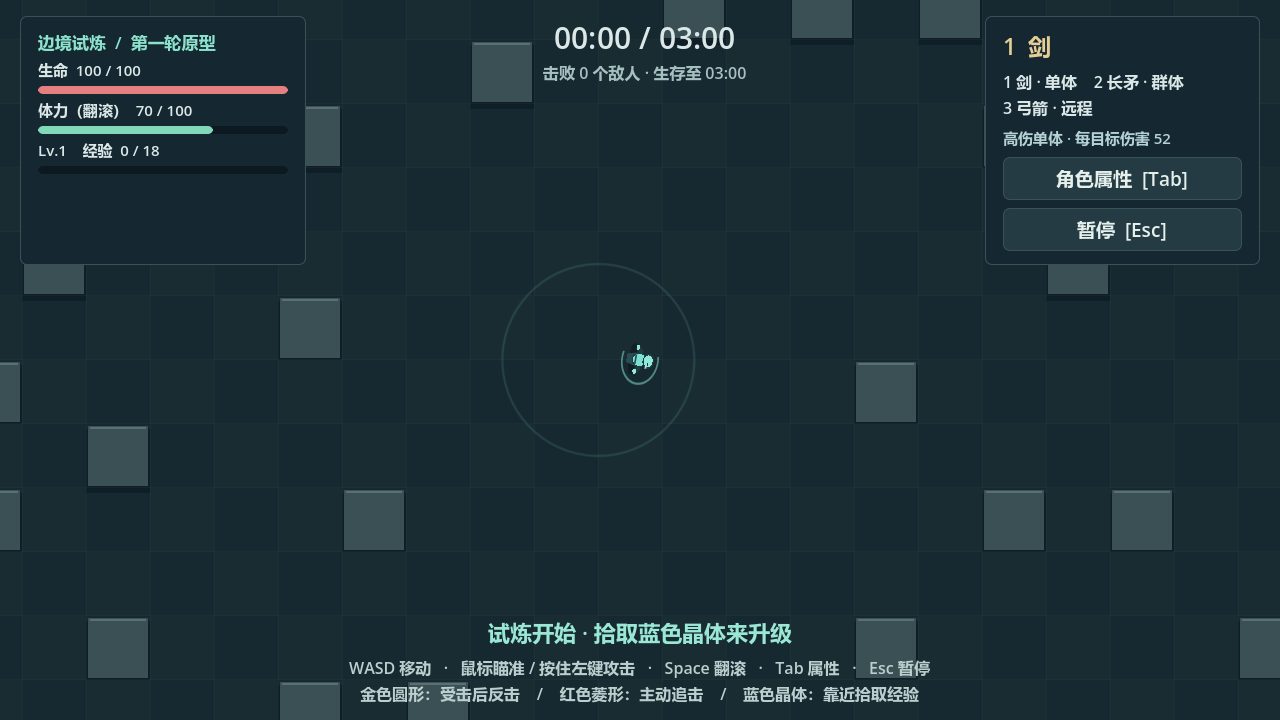 边境试炼 / 第一轮原型
生命 100 / 100
体力 (翻滚) 70 / 100
Lv.1 经验 0 / 18
00:00 / 03:00
击败 0 个敌人 · 生存至 03:00
1 剑
1 剑 · 单体 2 长矛 · 群体
3 弓箭 · 远程
高伤单体 · 每目标伤害 52
角色属性 [Tab]
暂停 [Esc]
试炼开始 · 拾取蓝色晶体来升级
WASD 移动 · 鼠标瞄准 / 按住左键攻击 · Space 翻滚 · Tab 属性 · Esc 暂停
金色圆形：受击后反击 / 红色菱形：主动追击 / 蓝色晶体：靠近拾取经验